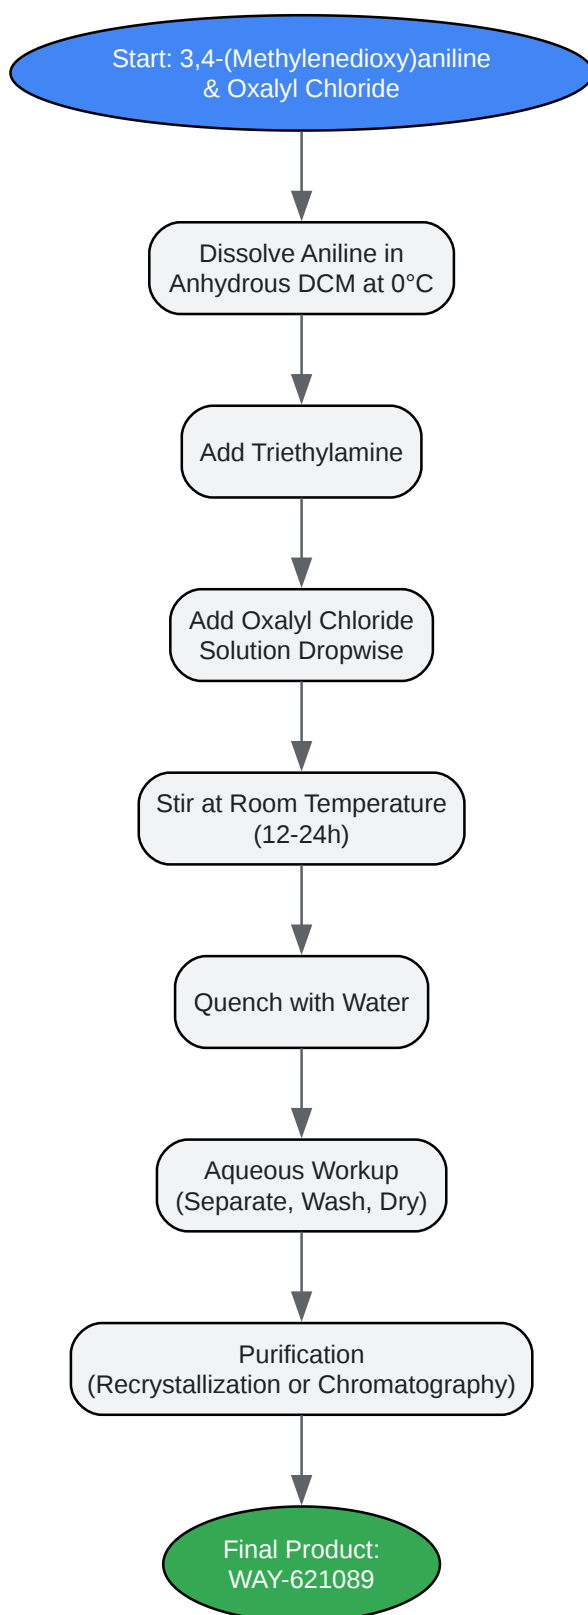 Start: 3,4-(Methylenedioxy)aniline
& Oxalyl Chloride
Dissolve Aniline in
Anhydrous DCM at 0°C
Add Triethylamine
Add Oxalyl Chloride
Solution Dropwise
Stir at Room Temperature
(12-24h)
Quench with Water
Aqueous Workup
(Separate, Wash, Dry)
Purification
(Recrystallization or Chromatography)
Final Product:
WAY-621089